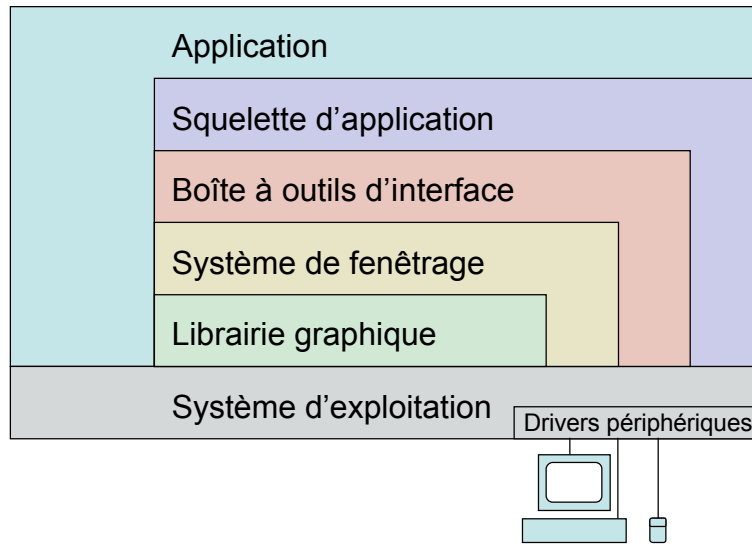 Application
Squelette d’application
Boîte à outils d’interface
Système de fenêtrage
Librairie graphique
Système d’exploitation
Drivers périphériques